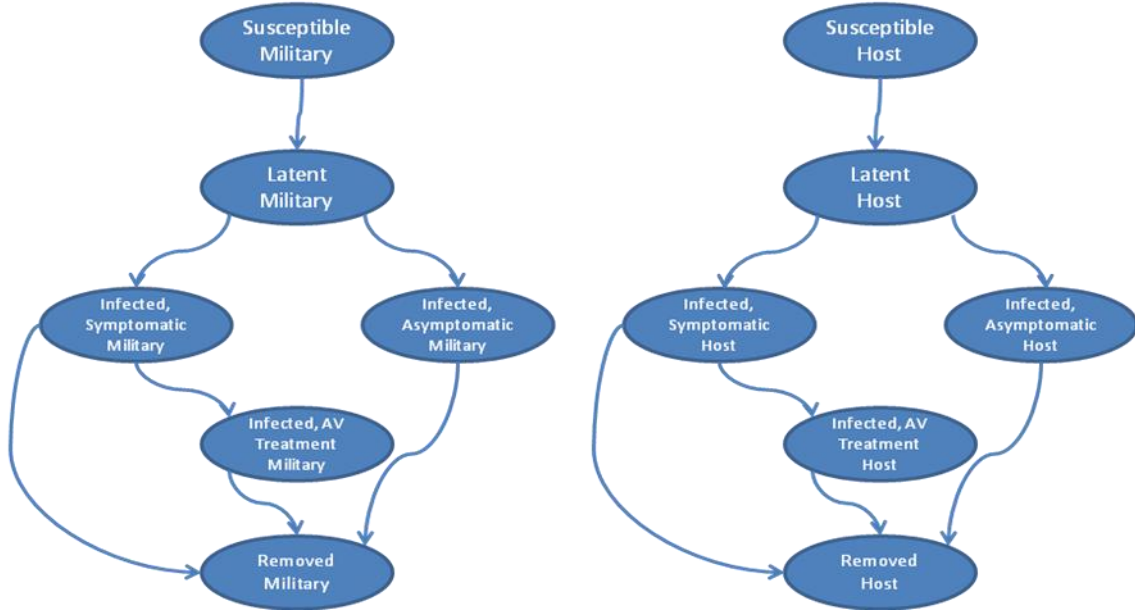 Susceptible
Military
Latent
Military
Infected,
Symptomatic
Military
Infected,
Asymptomatic
Military
Infected, AV
Treatment
Military
Removed
Military
Susceptible
Host
Latent
Host
Infected,
Symptomatic
Host
Infected,
Asymptomatic
Host
Infected, AV
Treatment
Host
Removed
Host